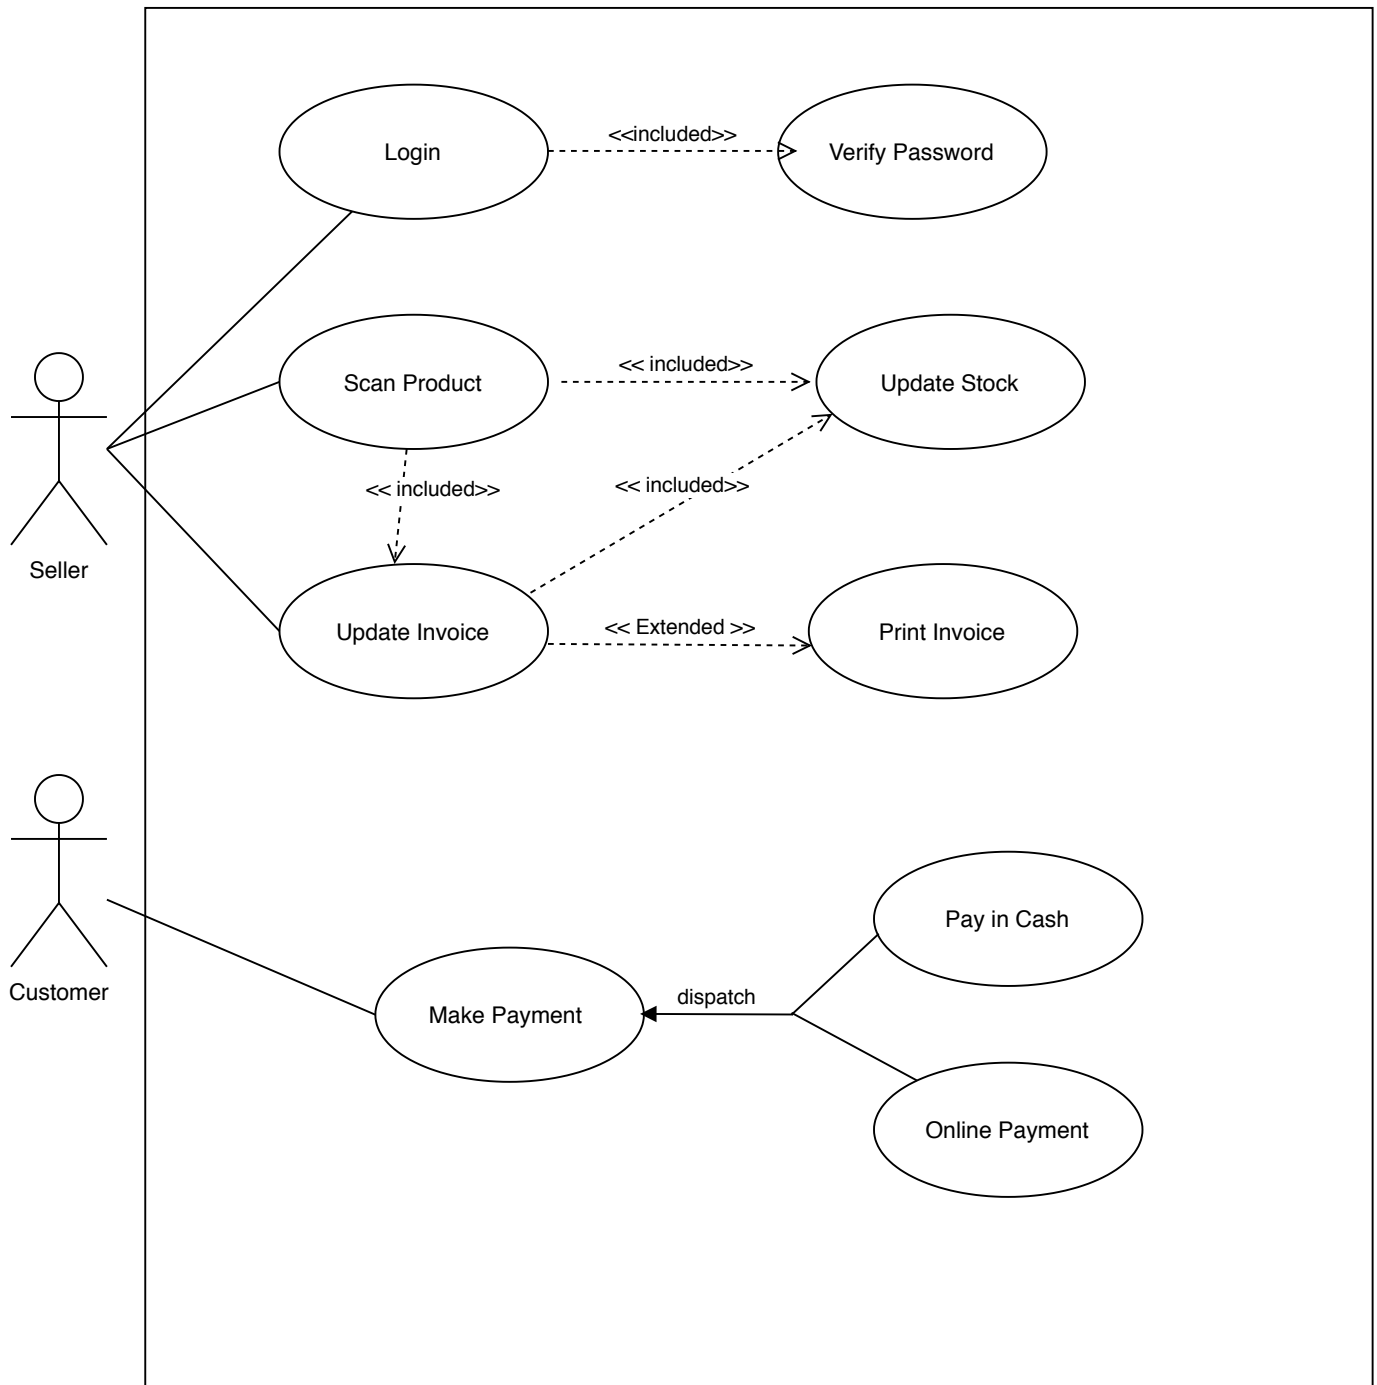 Login
<<included>>
Verify Password
Scan Product
<< included>>
Update Stock
<< included>>
<< included>>
Seller
Update Invoice
<< Extended >>
Print Invoice
Customer
Make Payment
dispatch
Pay in Cash
Online Payment